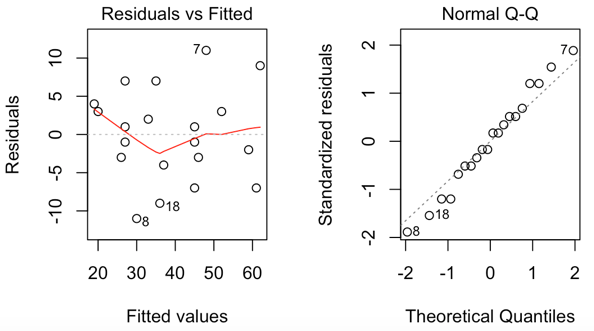 Residuals vs Fitted
Residuals
10
5
0
-5
-10
7
18
8
20 30 40 50 60
Fitted values
Normal Q-Q
Standardized residuals
2
1
0
-1
-2
7
18
8
-2 -1 0 1 2
Theoretical Quantiles